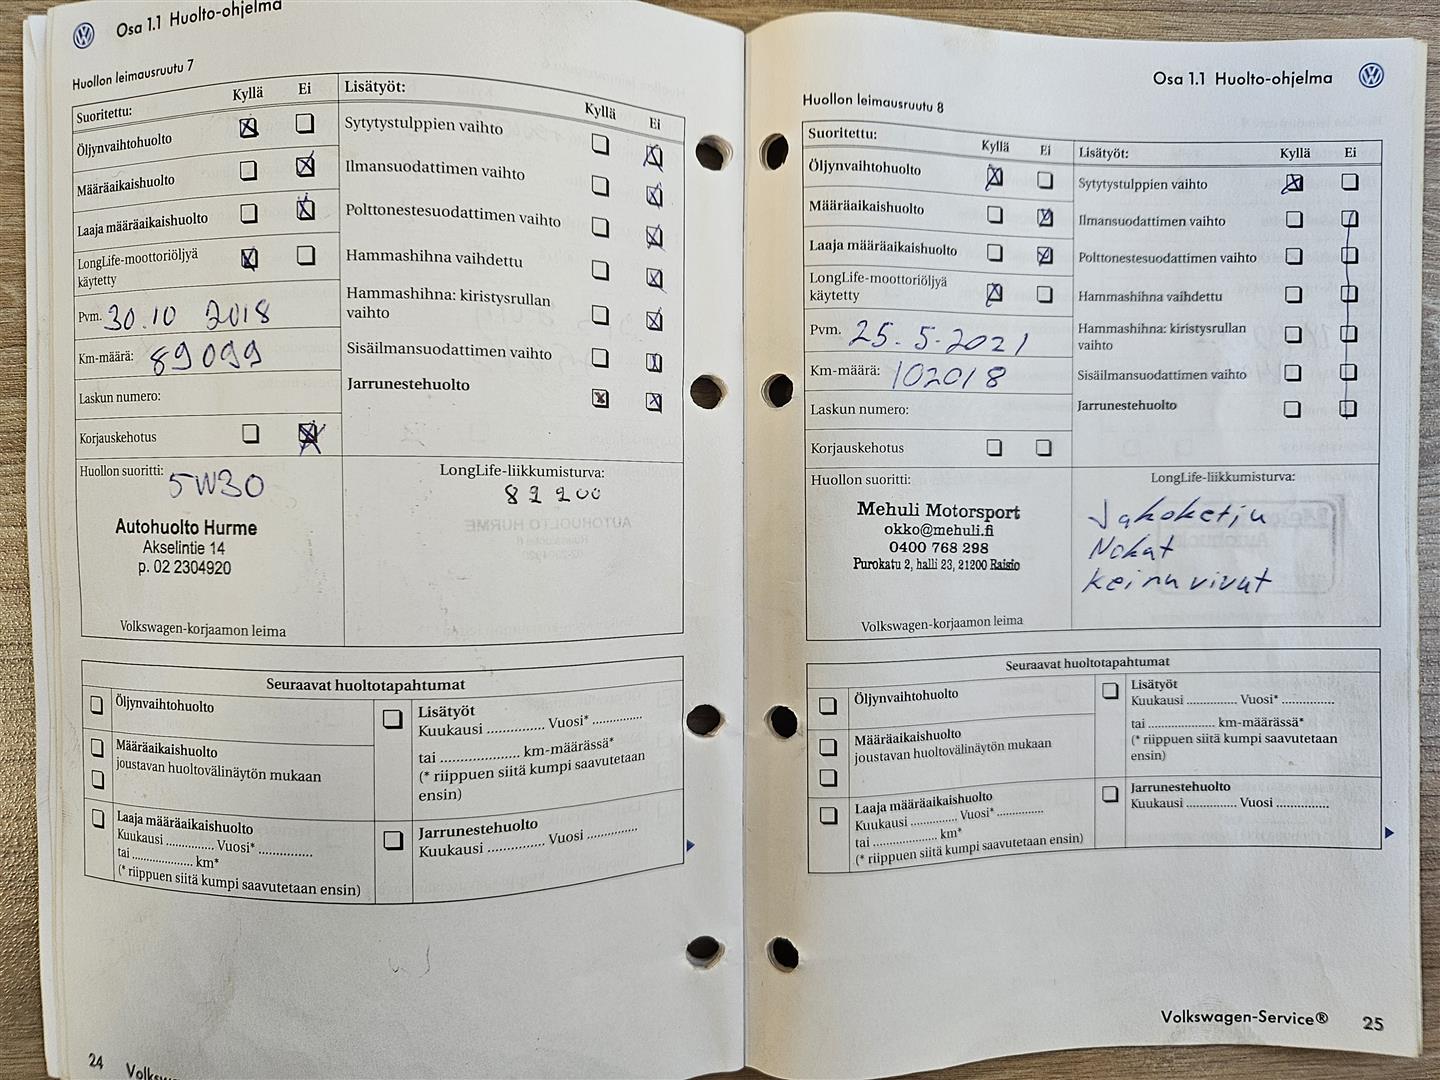 Osa 1.1 Huolto-ohjelma
Huollon leimausruutu 7
Suoritettu: Kyllä Ei
Öljynvaihtohuolto
Määräaikaishuolto
Laaja määräaikaishuolto
LongLife-moottoriöljyä
käytetty
Pvm. 30.10 2018
Km-määrä: 89099
Laskun numero:
Korjauskehotus
Huollon suoritti:
5W30
Autohuolto Hurme
Akselintie 14
p. 02 2304920
Volkswagen-korjaamon leima
Lisätyöt: Kyllä Ei
Sytytystulppien vaihto
Ilmansuodattimen vaihto
Polttonestesuodattimen vaihto
Hammashihna vaihdettu
Hammashihna: kiristysrullan
vaihto
Sisäilmansuodattimen vaihto
Jarrunestehuolto
LongLife-liikkumisturva:
Seuraavat huoltotapahtumat
Öljynvaihtohuolto
Määräaikaishuolto
joustavan huoltovälinäytön mukaan
Laaja määräaikaishuolto
Kuukausi .............. Vuosi* ...............
tai ................. km*
(* riippuen siitä kumpi saavutetaan ensin)
Lisätyöt
Kuukausi .............. Vuosi* ..............
tai .................... km-määrässä*
(* riippuen siitä kumpi saavutetaan
ensin)
Jarrunestehuolto
Kuukausi .............. Vuosi ..............
24
Osa 1.1 Huolto-ohjelma
Huollon leimausruutu 8
Suoritettu: Kyllä Ei
Öljynvaihtohuolto
Määräaikaishuolto
Laaja määräaikaishuolto
LongLife-moottoriöljyä
käytetty
Pvm. 25.5.2021
Km-määrä: 102018
Laskun numero:
Korjauskehotus
Huollon suoritti:
Mehuli Motorsport
okko@mehuli.fi
0400 768 298
Purokatu 2, halli 23, 21200 Raisio
Volkswagen-korjaamon leima
Lisätyöt: Kyllä Ei
Sytytystulppien vaihto
Ilmansuodattimen vaihto
Polttonestesuodattimen vaihto
Hammashihna vaihdettu
Hammashihna: kiristysrullan
vaihto
Sisäilmansuodattimen vaihto
Jarrunestehuolto
LongLife-liikkumisturva:
Jakoketju
Nokat
keinuvivut
Seuraavat huoltotapahtumat
Öljynvaihtohuolto
Määräaikaishuolto
joustavan huoltovälinäytön mukaan
Laaja määräaikaishuolto
Kuukausi .............. Vuosi* ..............
tai ................... km*
(* riippuen siitä kumpi saavutetaan ensin)
Lisätyöt
Kuukausi .............. Vuosi* ...............
tai .................... km-määrässä*
(* riippuen siitä kumpi saavutetaan
ensin)
Jarrunestehuolto
Kuukausi .............. Vuosi ...............
Volkswagen-Service® 25